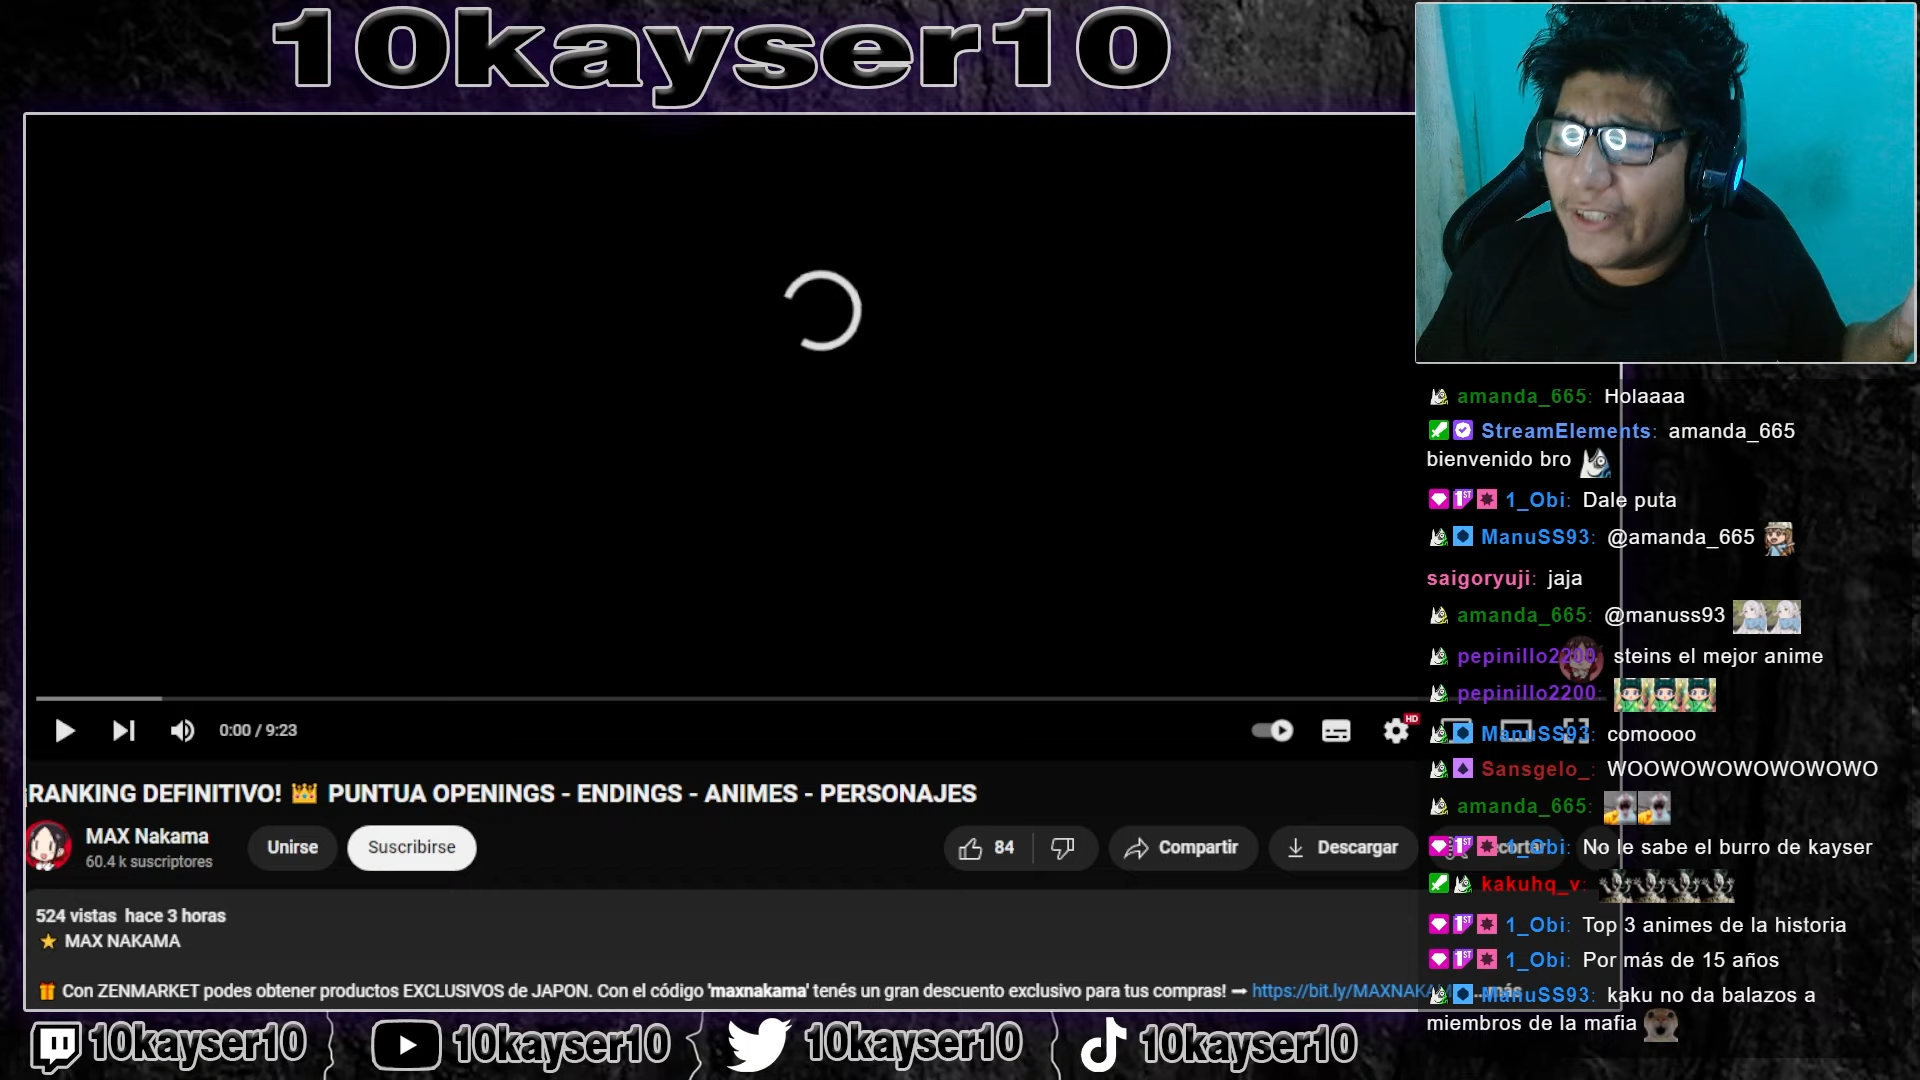 10kayser10
0:00 / 9:23
HD
RANKING DEFINITIVO! 👑 PUNTUA OPENINGS - ENDINGS - ANIMES - PERSONAJES
MAX Nakama
60.4 k suscriptores
Unirse
Suscribirse
84
Compartir
Descargar
524 vistas hace 3 horas
⭐ MAX NAKAMA
🎁 Con ZENMARKET podes obtener productos EXCLUSIVOS de JAPON. Con el código 'maxnakama' tenés un gran descuento exclusivo para tus compras! ➡ https://bit.ly/MAXNAKA
amanda_665: Holaaaa
StreamElements: amanda_665
bienvenido bro
1_Obi: Dale puta
ManuSS93: @amanda_665
saigoryuji: jaja
amanda_665: @manuss93
pepinillo2200: steins el mejor anime
pepinillo2200:
ManuSS93: comoooo
Sansgelo_: WOOWOWOWOWOWOWO
amanda_665:
1_Obi: No le sabe el burro de kayser
kakuhq_v:
1_Obi: Top 3 animes de la historia
1_Obi: Por más de 15 años
ManuSS93: kaku no da balazos a
miembros de la mafia
10kayser10
10kayser10
10kayser10
10kayser10